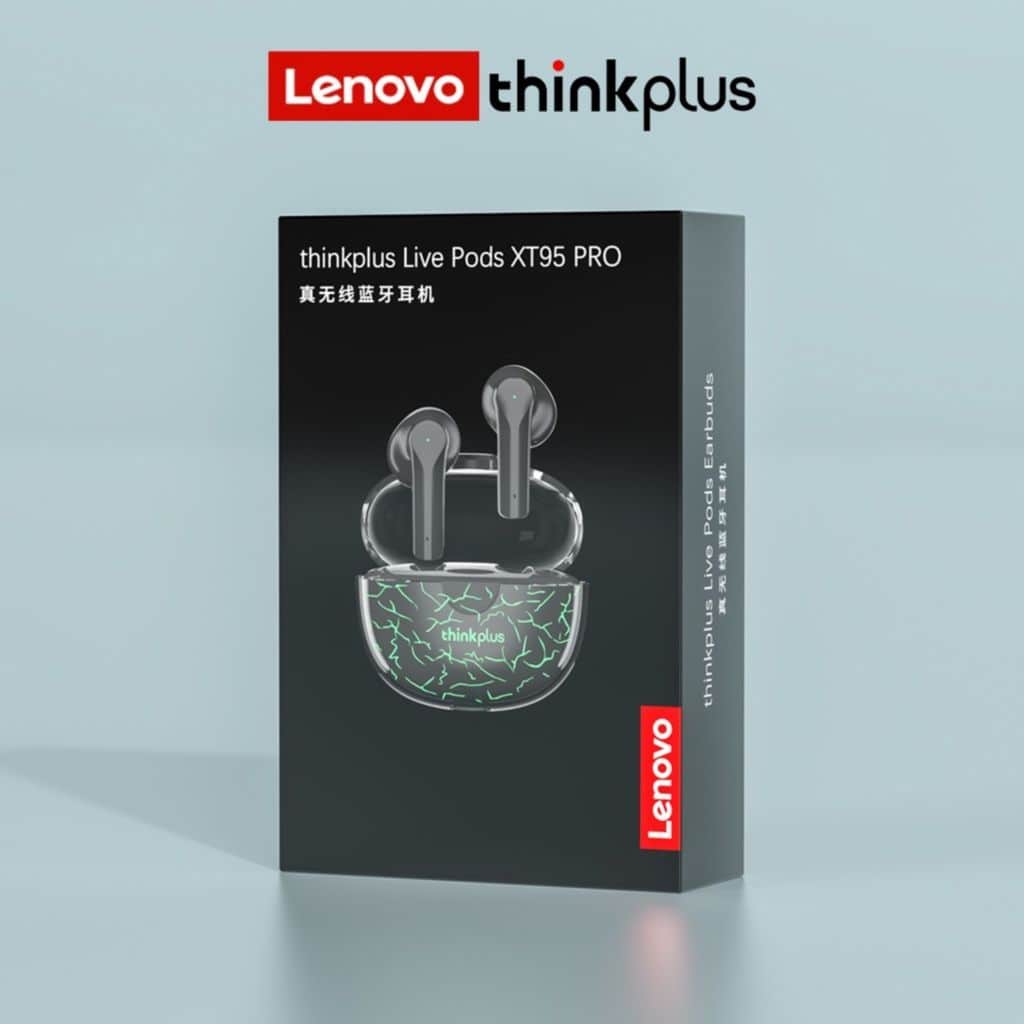 Lenovo thinkplus
thinkplus Live Pods XT95 PRO
真无线蓝牙耳机
thinkplus
Lenovo
thinkplus Live Pods Earbuds
真无线蓝牙耳机